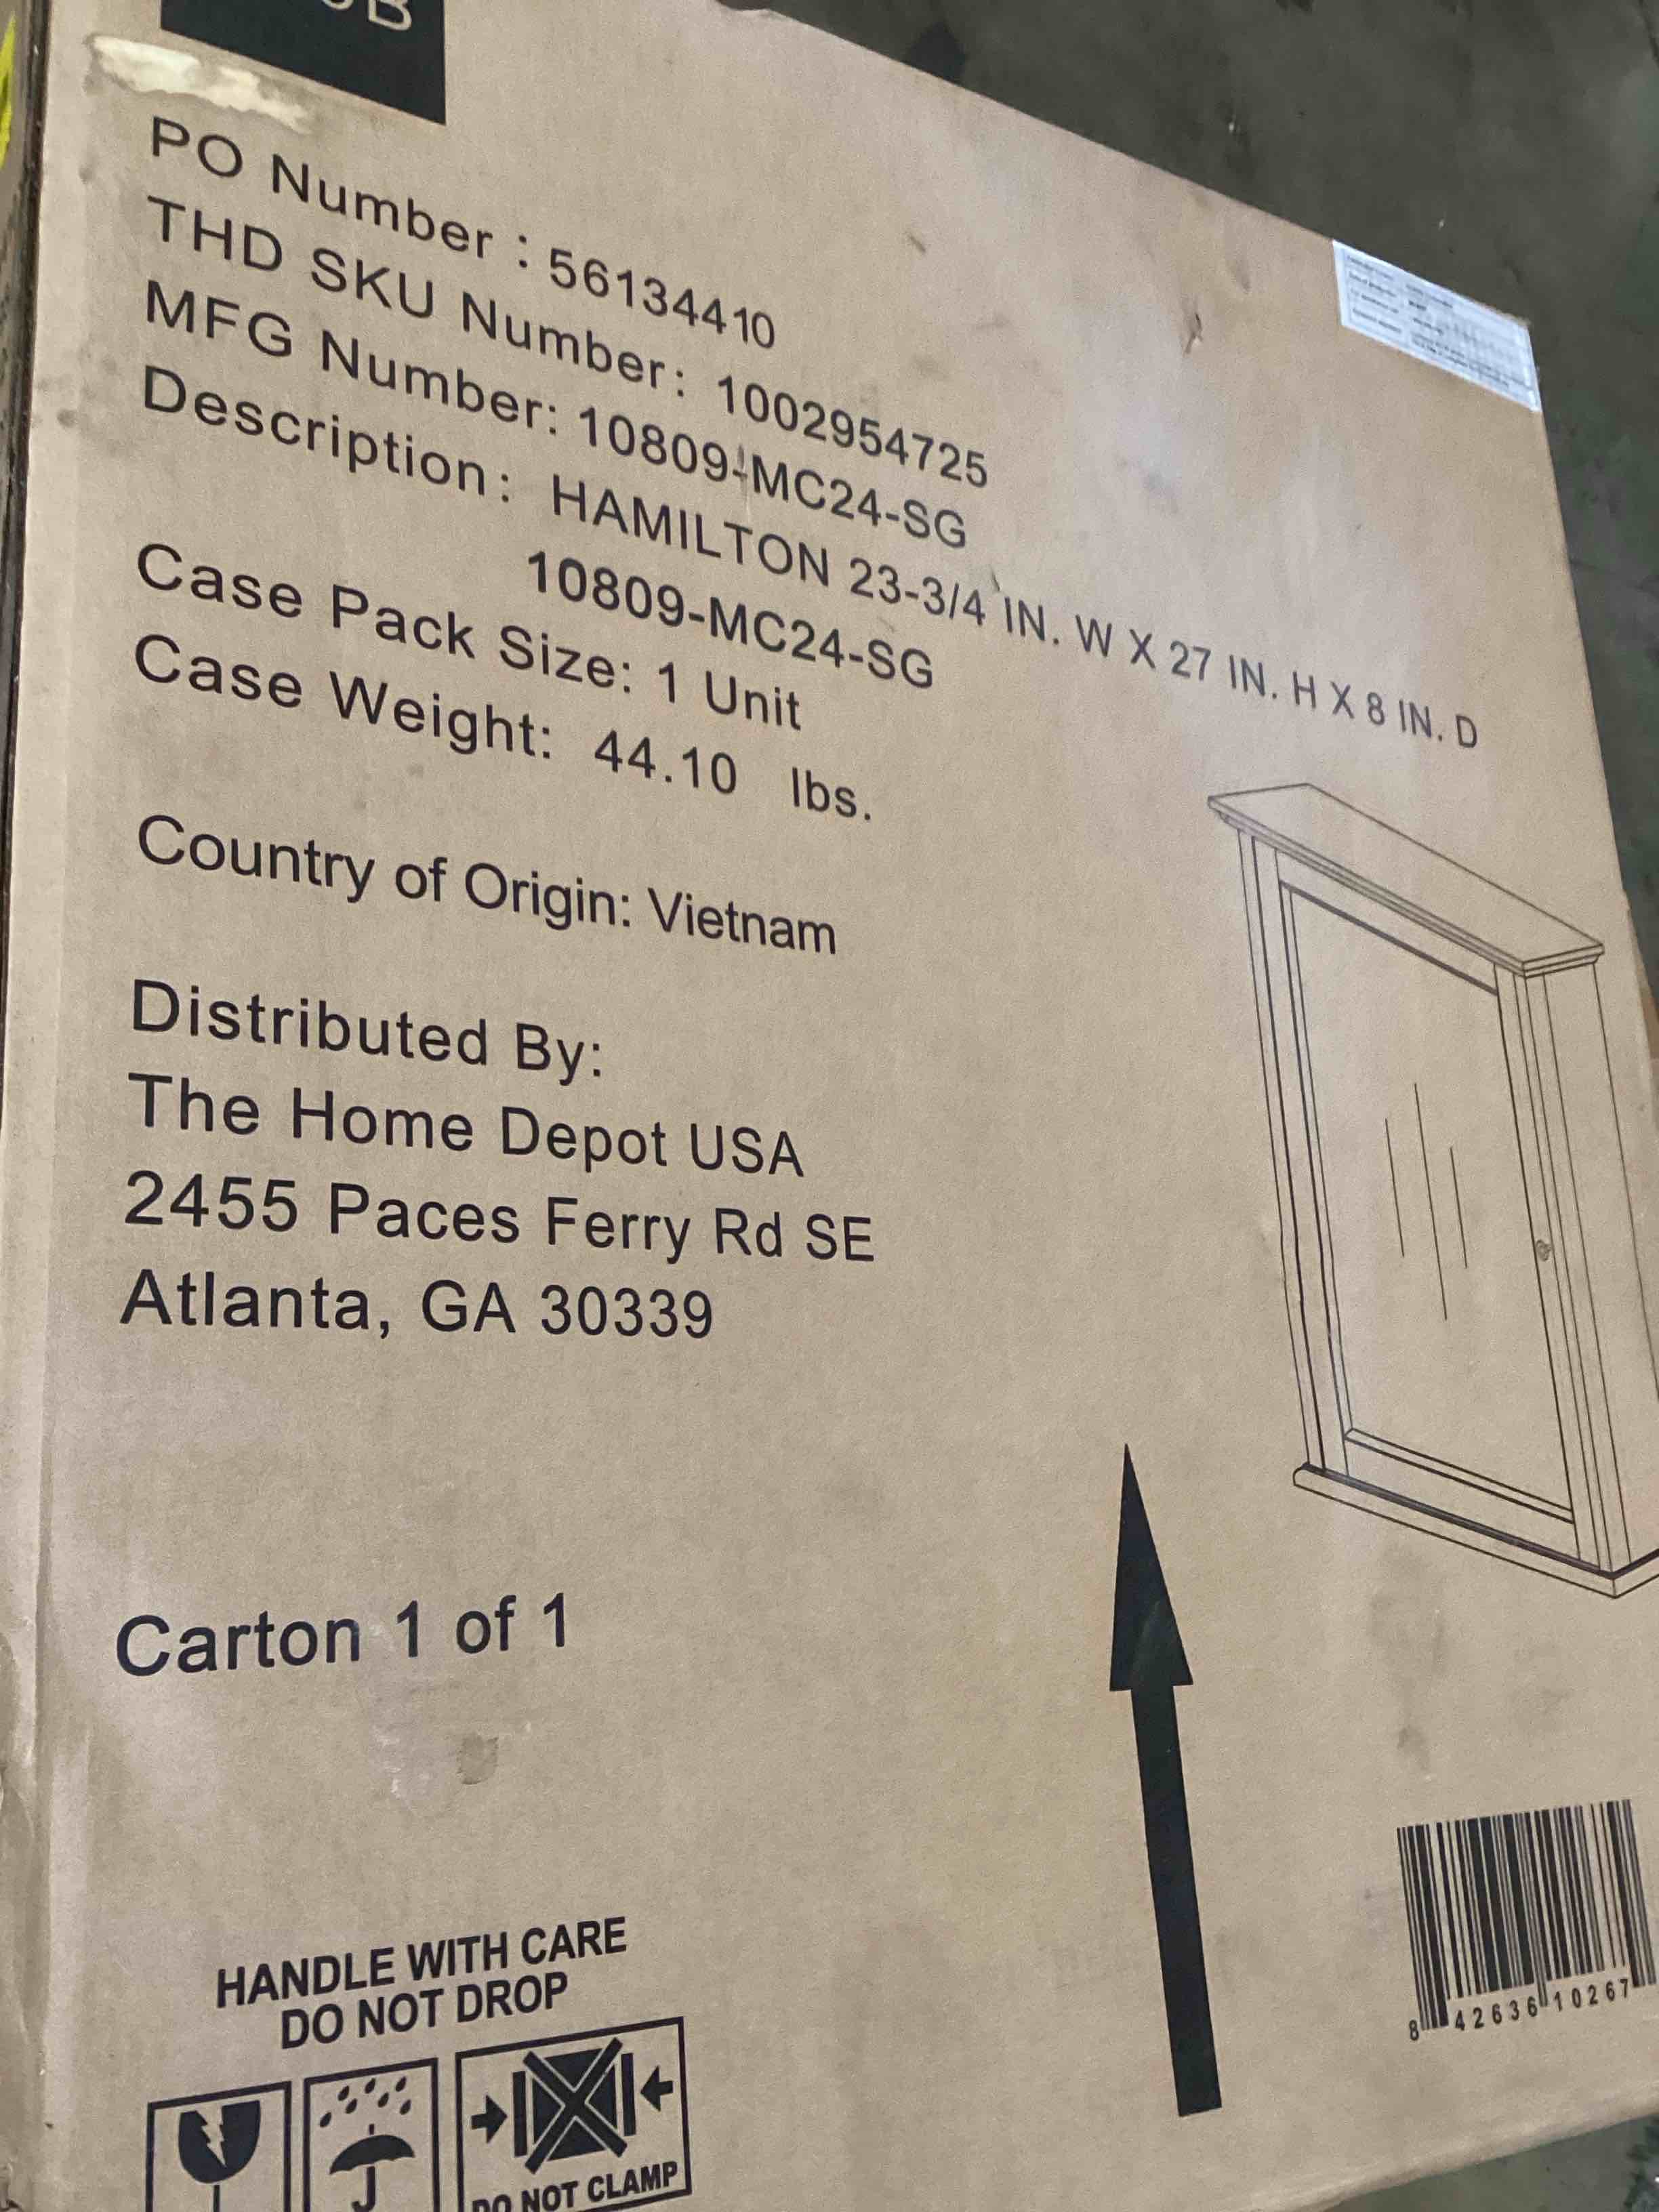 PO Number : 56134410
THD SKU Number: 1002954725
MFG Number: 10809-MC24-SG
Description: HAMILTON 23-3/4 IN. W X 27 IN. H X 8 IN. D
10809-MC24-SG
Case Pack Size: 1 Unit
Case Weight: 44.10 lbs.
Country of Origin: Vietnam
Distributed By:
The Home Depot USA
2455 Paces Ferry Rd SE
Atlanta, GA 30339
Carton 1 of 1
HANDLE WITH CARE
DO NOT DROP
DO NOT CLAMP
8 42636 10267